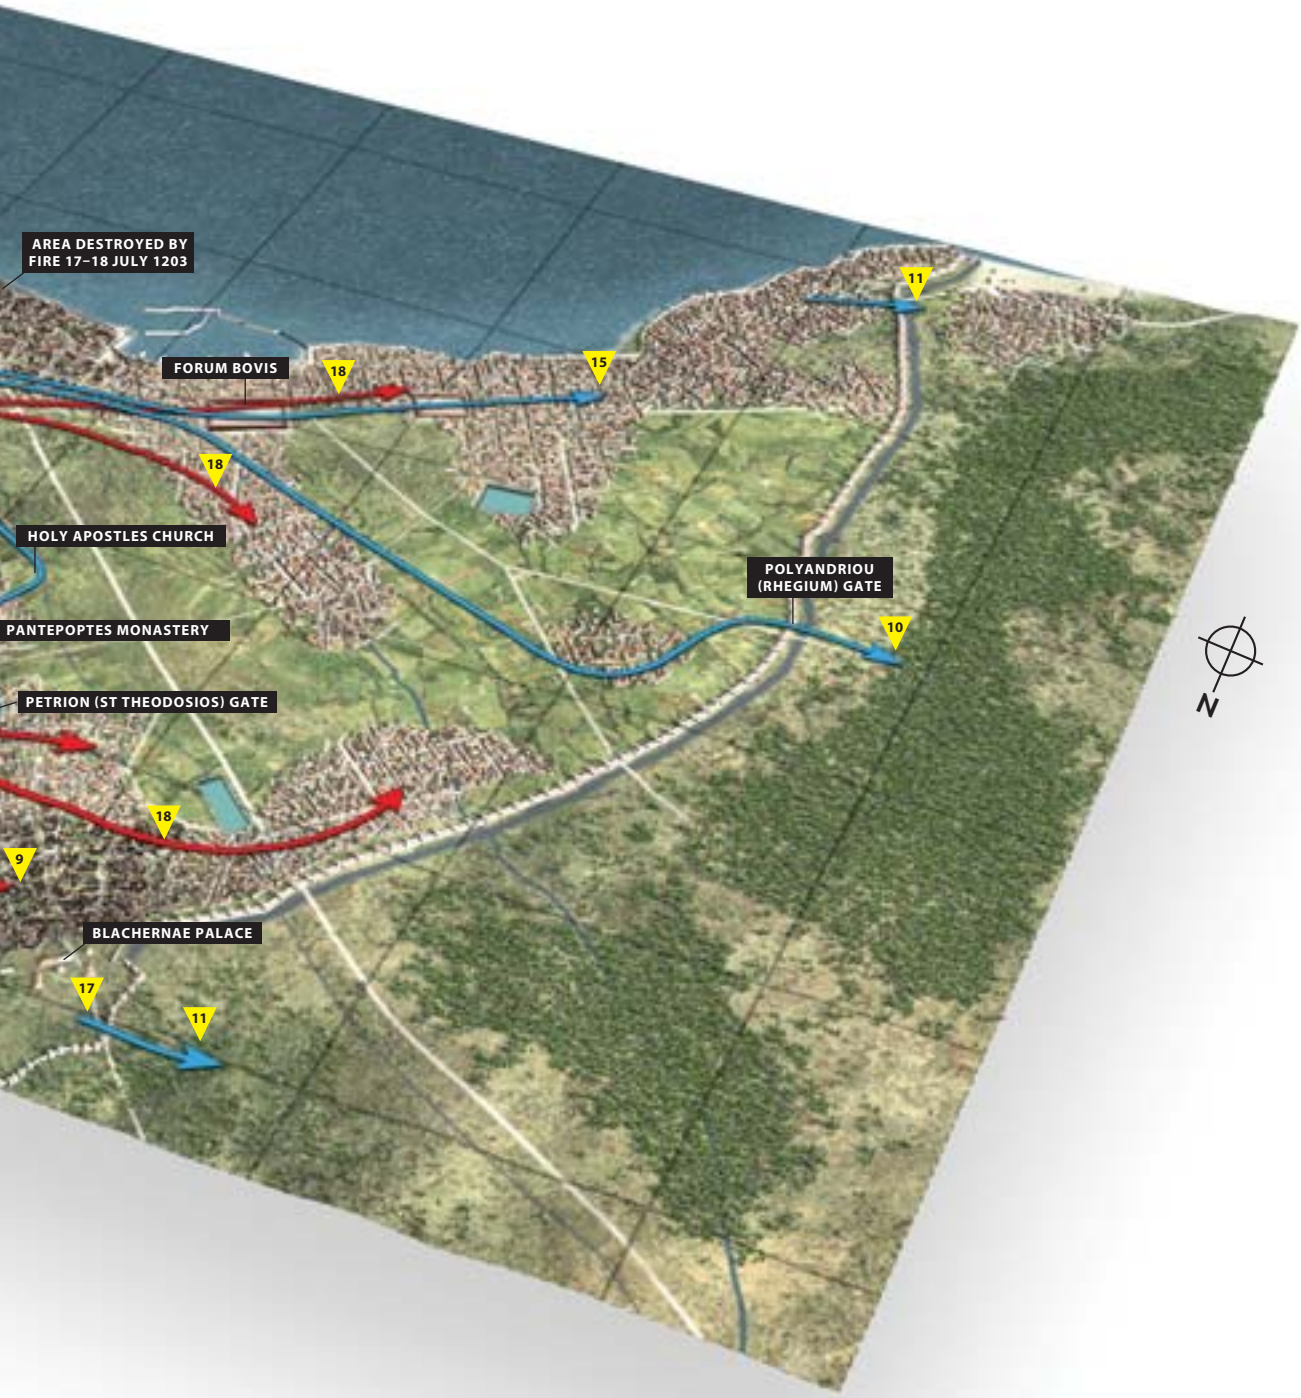 AREA DESTROYED BY
FIRE 17–18 JULY 1203
11
FORUM BOVIS
18
15
18
HOLY APOSTLES CHURCH
POLYANDRIOU
(RHEGIUM) GATE
PANTEPOPTES MONASTERY
10
PETRION (ST THEODOSIOS) GATE
N
18
9
BLACHERNAE PALACE
17
11